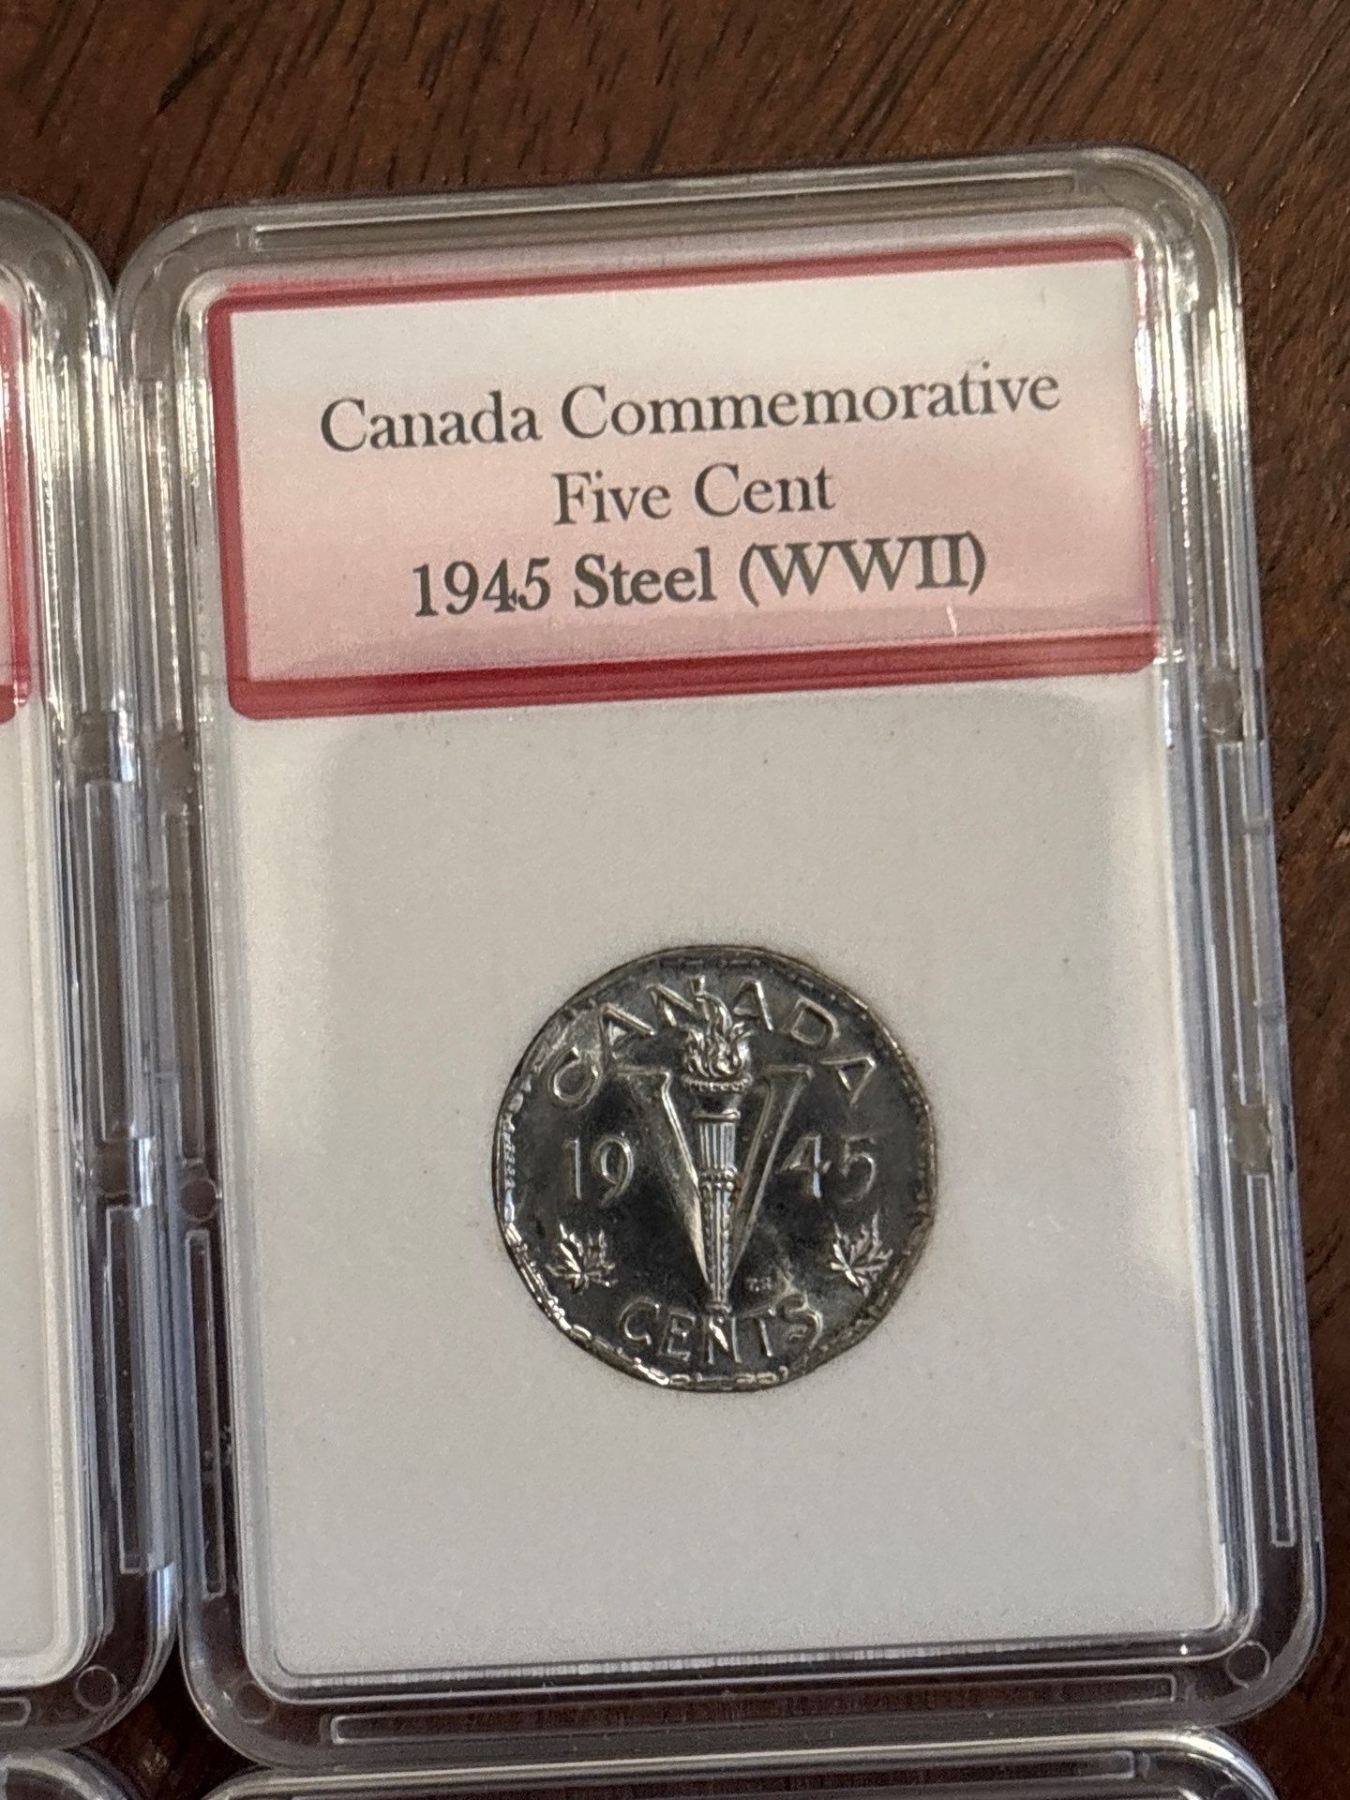 Canada Commemorative
Five Cent
1945 Steel (WWII)
CANADA
19 45
CENTS